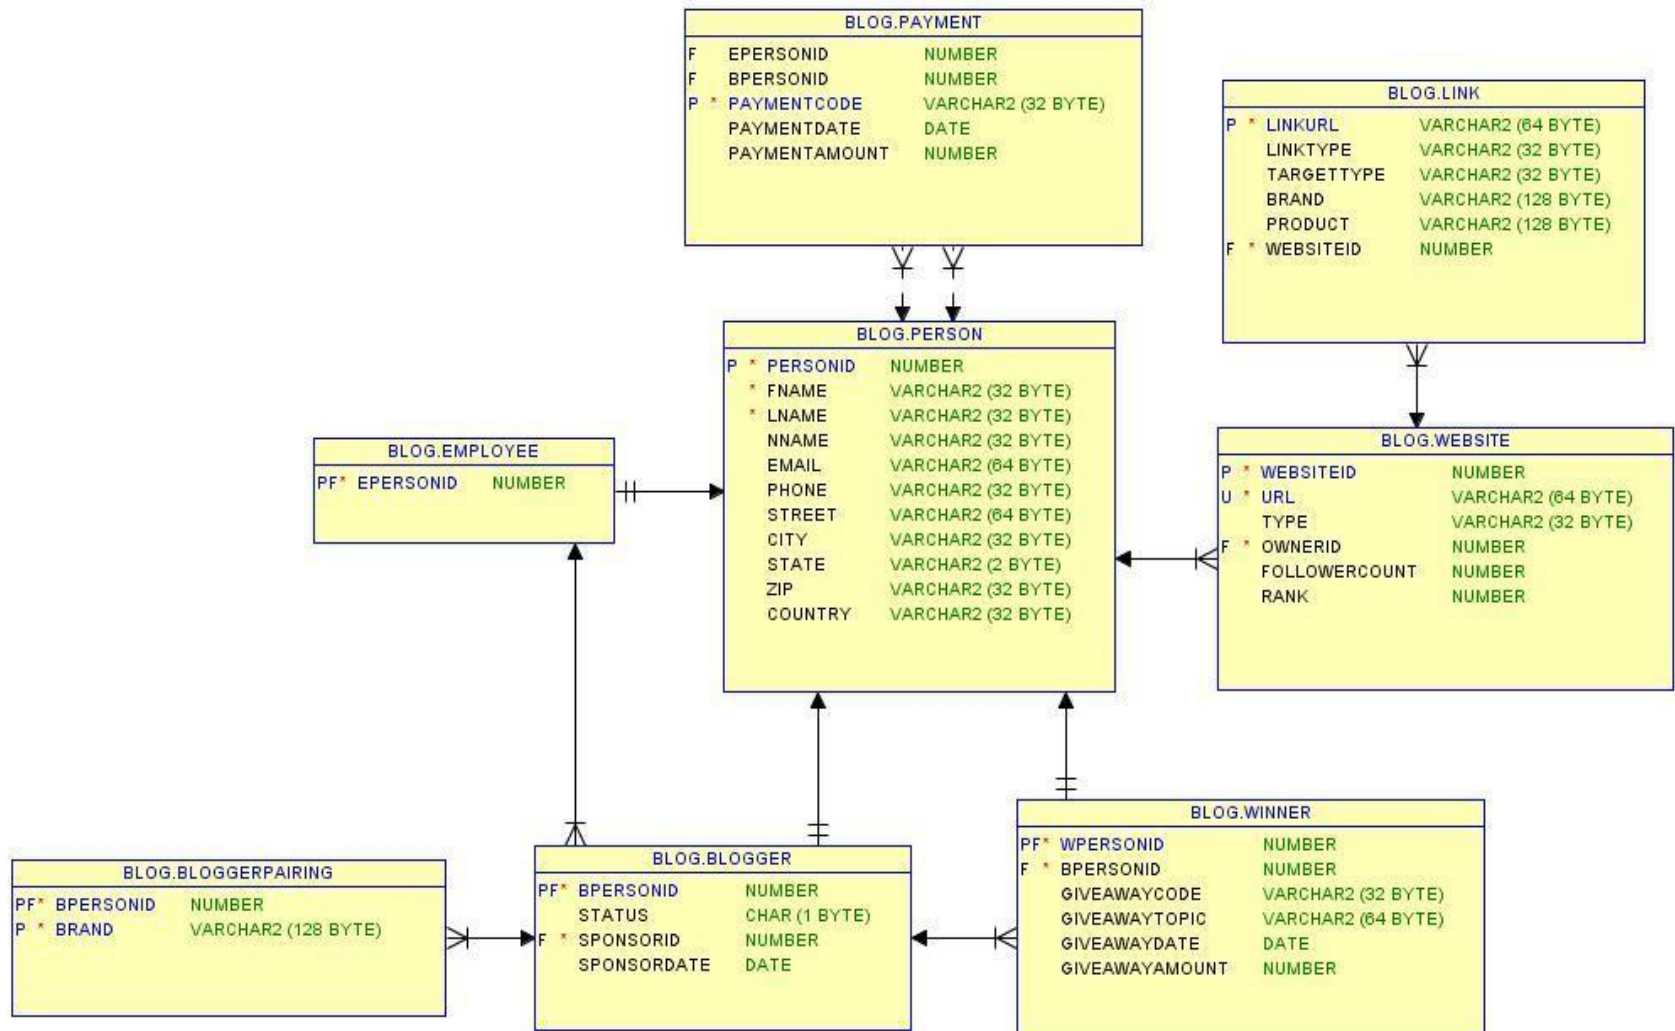 BLOG.PAYMENT
F EPERSONID NUMBER
F BPERSONID NUMBER
P * PAYMENTCODE VARCHAR2 (32 BYTE)
PAYMENTDATE DATE
PAYMENTAMOUNT NUMBER
BLOG.LINK
P * LINKURL VARCHAR2 (64 BYTE)
LINKTYPE VARCHAR2 (32 BYTE)
TARGETTYPE VARCHAR2 (32 BYTE)
BRAND VARCHAR2 (128 BYTE)
PRODUCT VARCHAR2 (128 BYTE)
F * WEBSITEID NUMBER
BLOG.PERSON
P * PERSONID NUMBER
* FNAME VARCHAR2 (32 BYTE)
* LNAME VARCHAR2 (32 BYTE)
NNAME VARCHAR2 (32 BYTE)
EMAIL VARCHAR2 (64 BYTE)
PHONE VARCHAR2 (32 BYTE)
STREET VARCHAR2 (64 BYTE)
CITY VARCHAR2 (32 BYTE)
STATE VARCHAR2 (2 BYTE)
ZIP VARCHAR2 (32 BYTE)
COUNTRY VARCHAR2 (32 BYTE)
BLOG.EMPLOYEE
PF* EPERSONID NUMBER
BLOG.WEBSITE
P * WEBSITEID NUMBER
U * URL VARCHAR2 (64 BYTE)
TYPE VARCHAR2 (32 BYTE)
F * OWNERID NUMBER
FOLLOWERCOUNT NUMBER
RANK NUMBER
BLOG.BLOGGERPAIRING
PF* BPERSONID NUMBER
P * BRAND VARCHAR2 (128 BYTE)
BLOG.BLOGGER
PF* BPERSONID NUMBER
STATUS CHAR (1 BYTE)
F * SPONSORID NUMBER
SPONSORDATE DATE
BLOG.WINNER
PF* WPERSONID NUMBER
F * BPERSONID NUMBER
GIVEAWAYCODE VARCHAR2 (32 BYTE)
GIVEAWAYTOPIC VARCHAR2 (64 BYTE)
GIVEAWAYDATE DATE
GIVEAWAYAMOUNT NUMBER